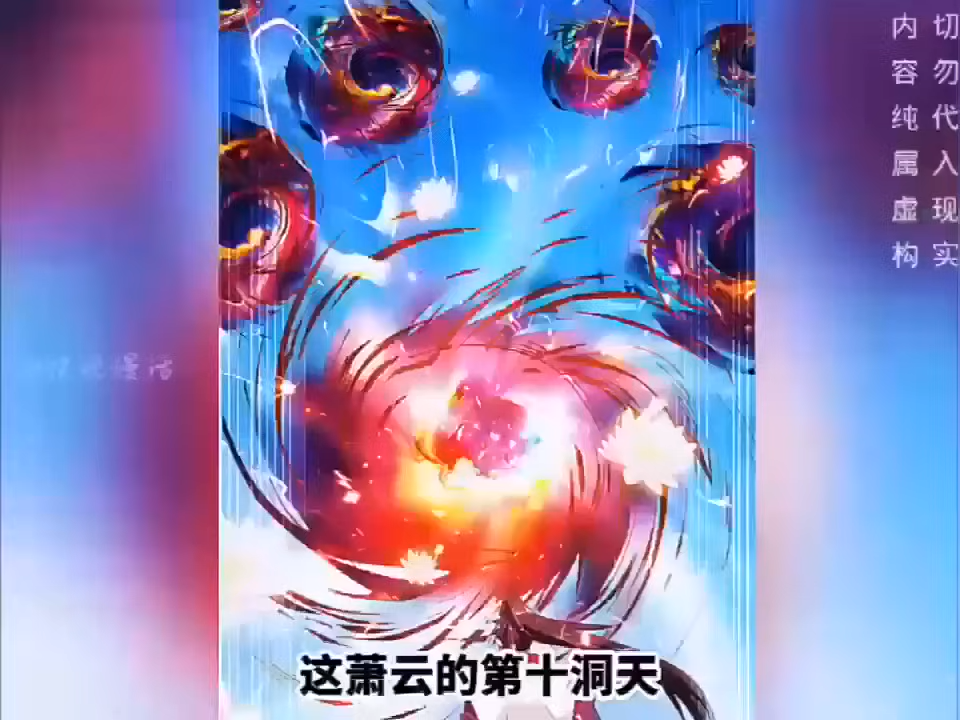 内容纯属虚构
切勿代入现实
这萧云的第十洞天